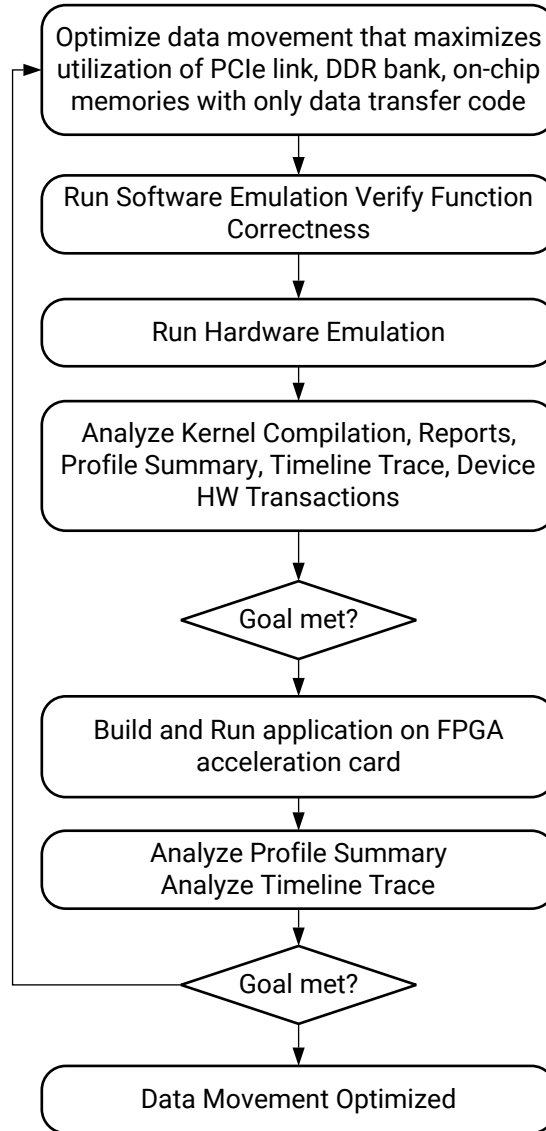 Optimize data movement that maximizes
utilization of PCIe link, DDR bank, on-chip
memories with only data transfer code
Run Software Emulation Verify Function
Correctness
Run Hardware Emulation
Analyze Kernel Compilation, Reports,
Profile Summary, Timeline Trace, Device
HW Transactions
Goal met?
Build and Run application on FPGA
acceleration card
Analyze Profile Summary
Analyze Timeline Trace
Goal met?
Data Movement Optimized